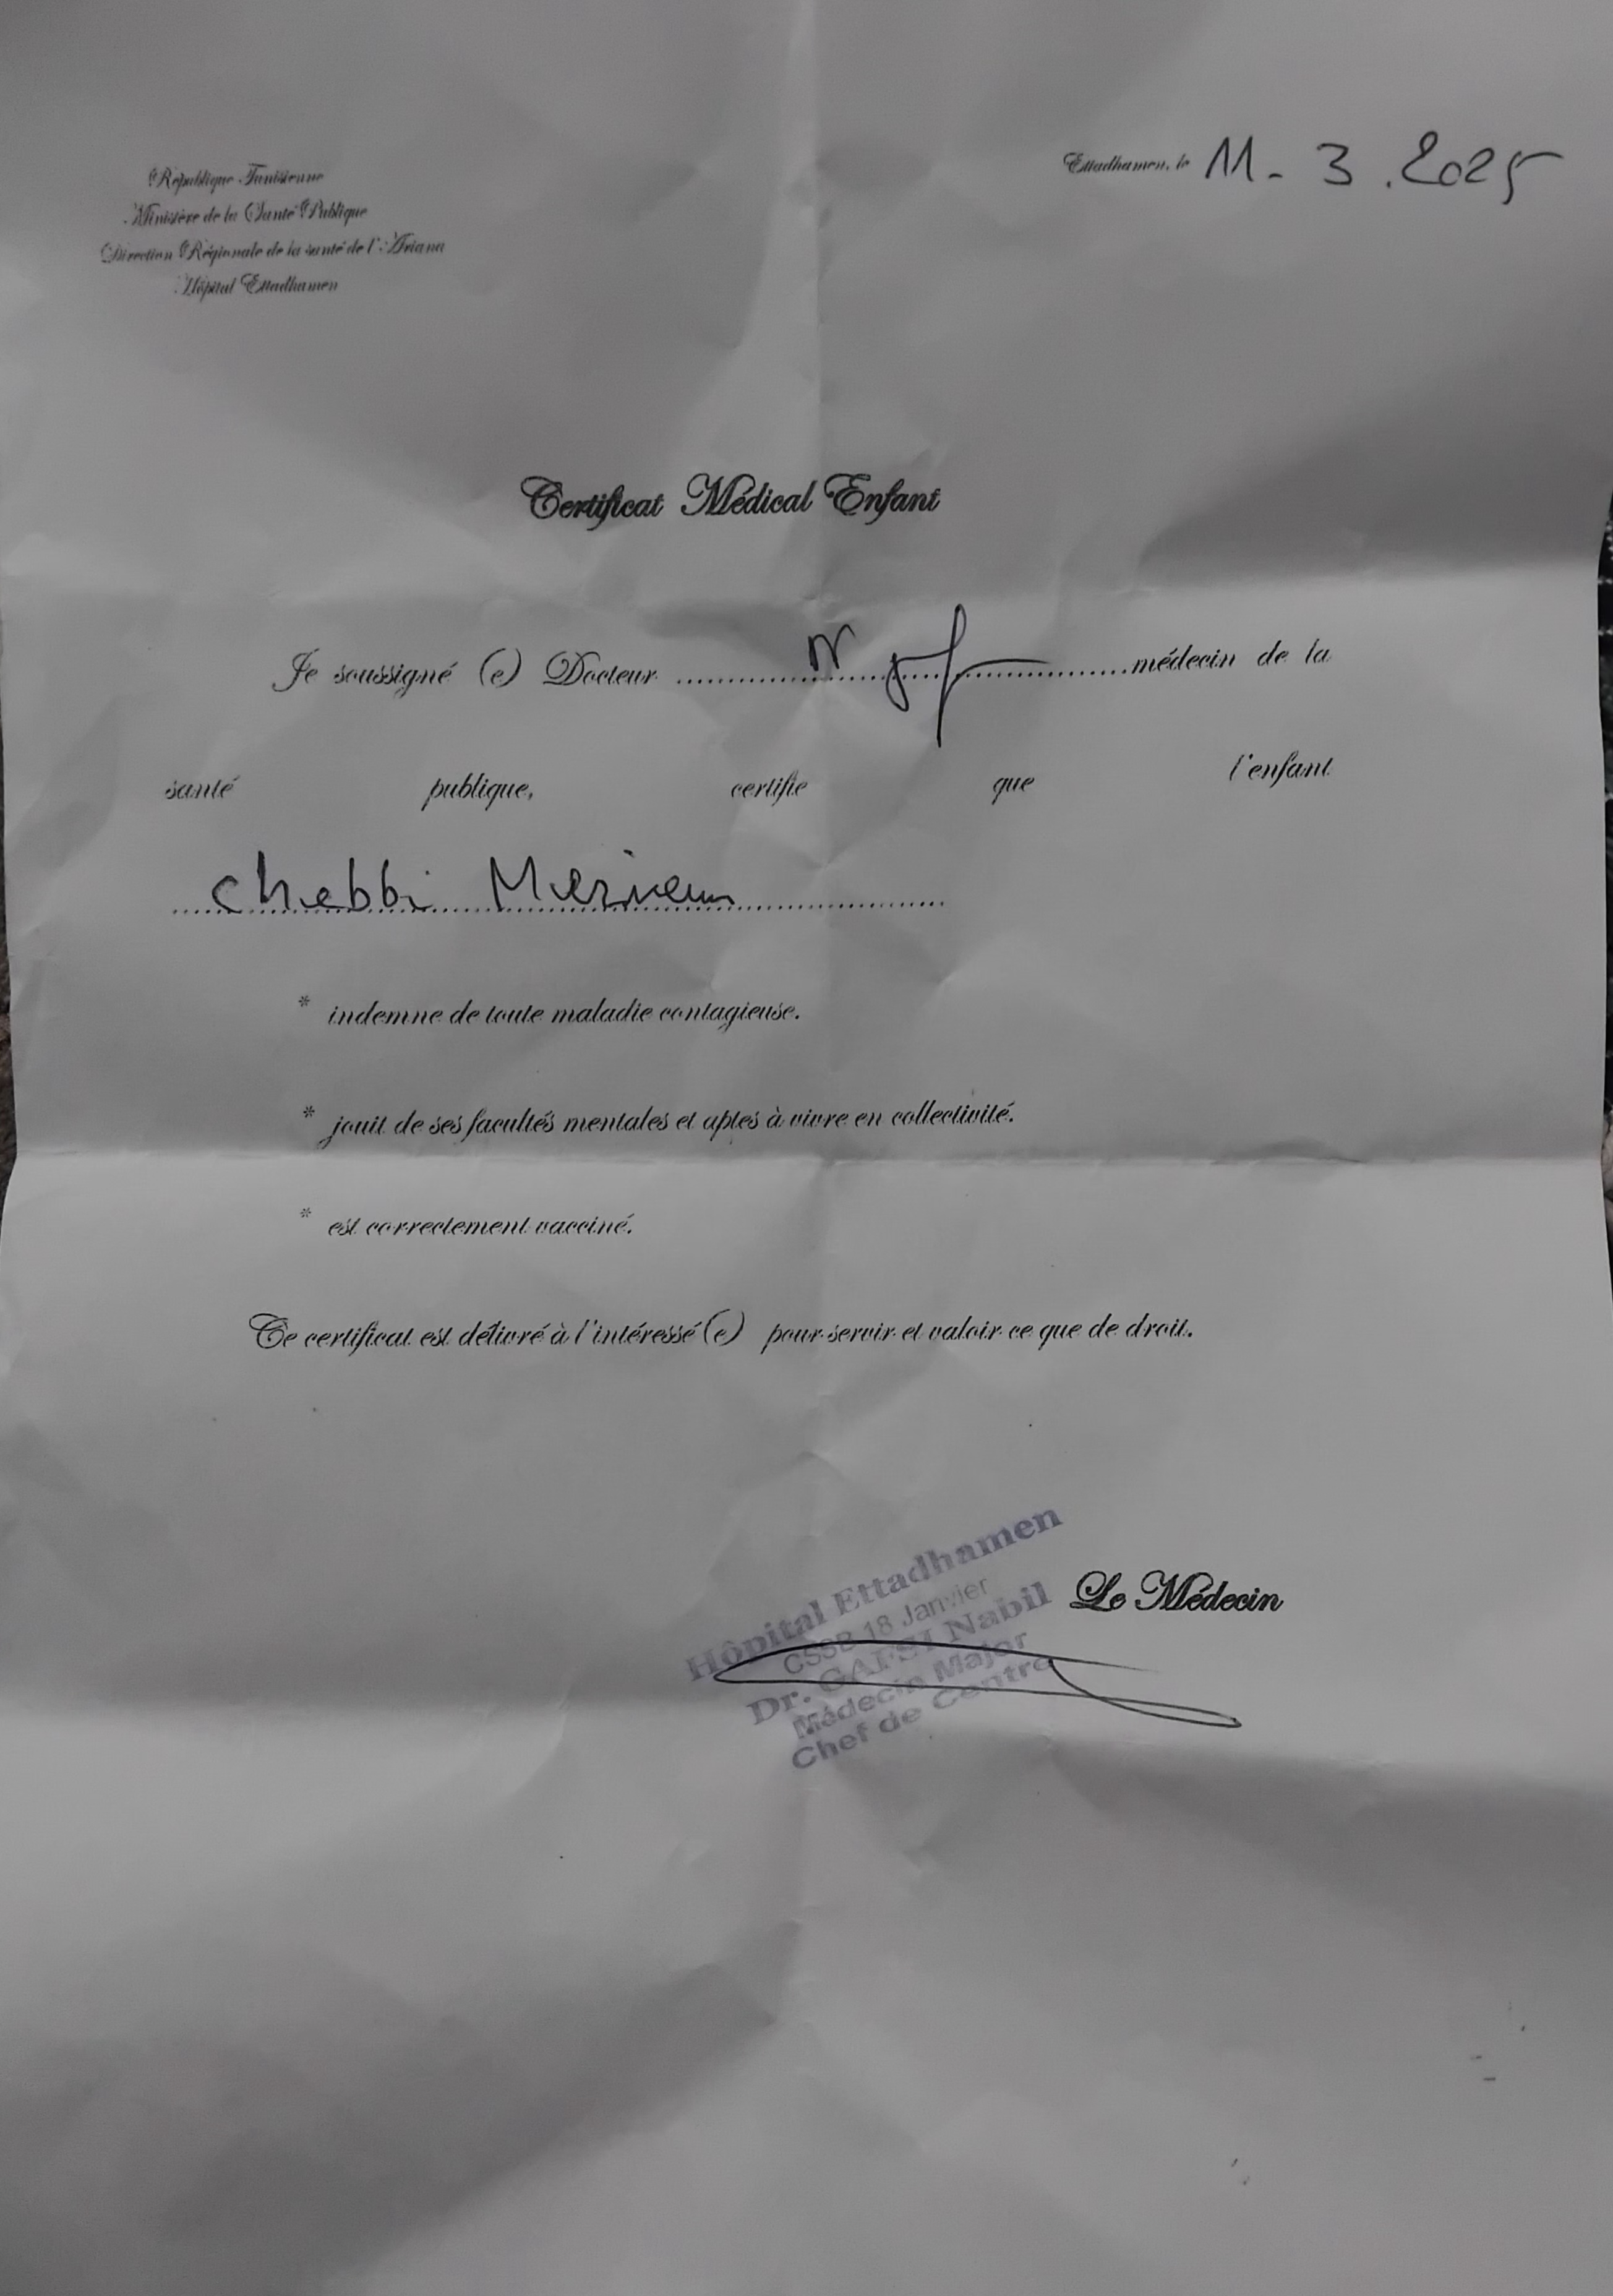 République Tunisienne
Ministère de la Santé Publique
Direction Régionale de la santé de l'Ariana
Hôpital Ettadhamen
Ettadhamen, le 11-3.2025
Certificat Médical Enfant
Je soussigné (e) Docteur .......... médecin de la
santé publique, certifie que l'enfant
Chebbi Meriem
* indemne de toute maladie contagieuse.
* jouit de ses facultés mentales et aptes à vivre en collectivité.
* est correctement vacciné.
Ce certificat est délivré à l'intéressé (e) pour servir et valoir ce que de droit.
Le Médecin
Hôpital Ettadhamen
CSSB 18 Janvier
Dr. GAFSI Nabil
Médecin Major
Chef de Centre